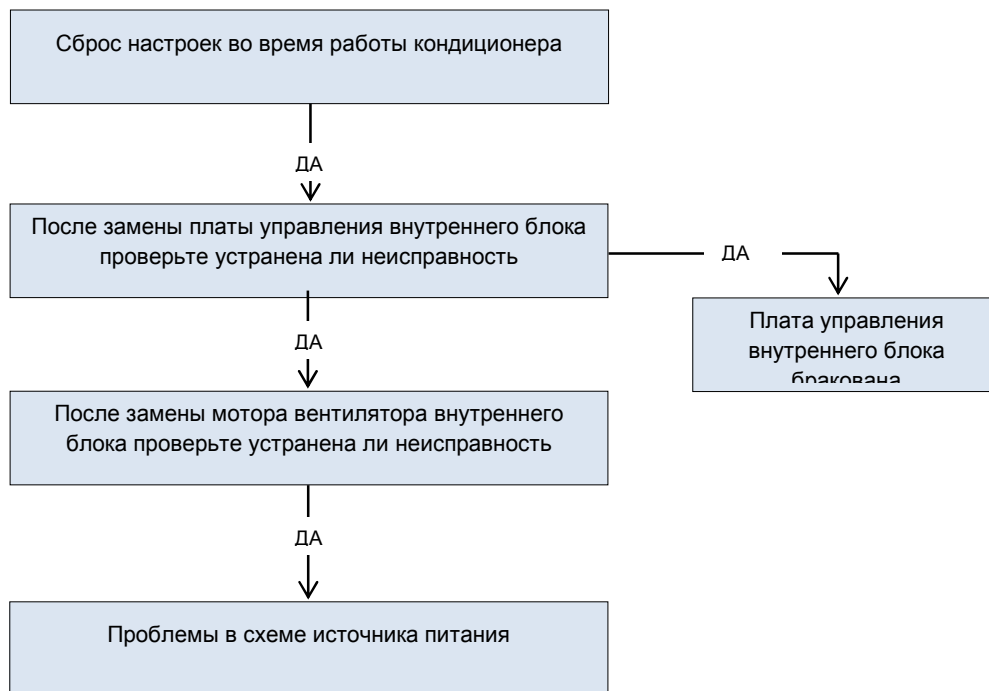 Сброс настроек во время работы кондиционера
ДА
После замены платы управления внутреннего блока
проверьте устранена ли неисправность
ДА
Плата управления
внутреннего блока
бракована
ДА
После замены мотора вентилятора внутреннего
блока проверьте устранена ли неисправность
ДА
Проблемы в схеме источника питания